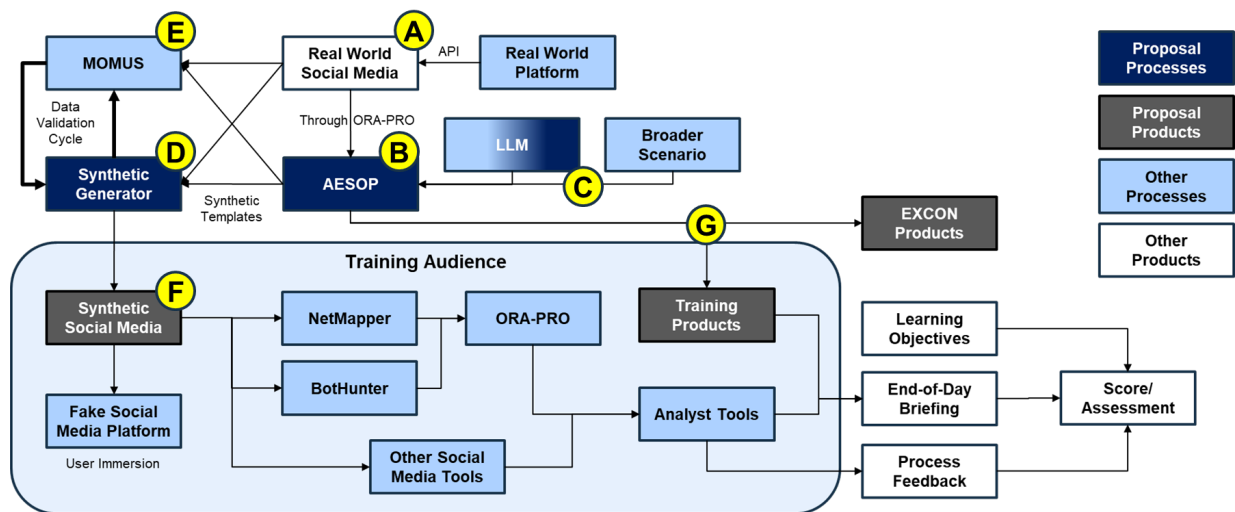 E
MOMUS
A
Real World
Social Media
API
Real World
Platform
Proposal
Processes
Data
Validation
Cycle
Through ORA-PRO
Proposal
Products
D
Synthetic
Generator
Synthetic
Templates
B
AESOP
LLM
C
Broader
Scenario
Other
Processes
G
EXCON
Products
Other
Products
Training Audience
F
Synthetic
Social Media
NetMapper
ORA-PRO
Training
Products
Learning
Objectives
BotHunter
Fake Social
Media Platform
User Immersion
Other Social
Media Tools
Analyst Tools
End-of-Day
Briefing
Score/
Assessment
Process
Feedback